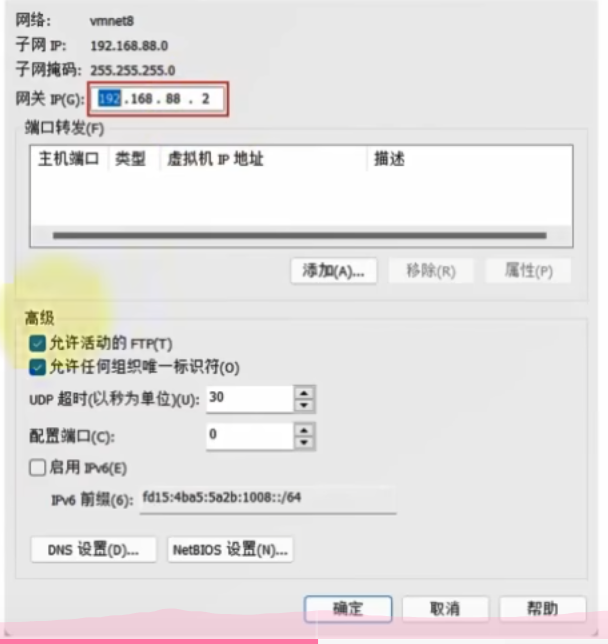 网络: vmnet8
子网 IP: 192.168.88.0
子网掩码: 255.255.255.0
网关 IP(G): 192 . 168 . 88 . 2
端口转发(F)
主机端口 类型 虚拟机 IP 地址 描述
添加(A)... 移除(R) 属性(P)
高级
允许活动的 FTP(T)
允许任何组织唯一标识符(O)
UDP 超时(以秒为单位)(U): 30
配置端口(C): 0
启用 IPv6(E)
IPv6 前缀(6): fd15:4ba5:5a2b:1008::/64
DNS 设置(D)... NetBIOS 设置(N)...
确定 取消 帮助